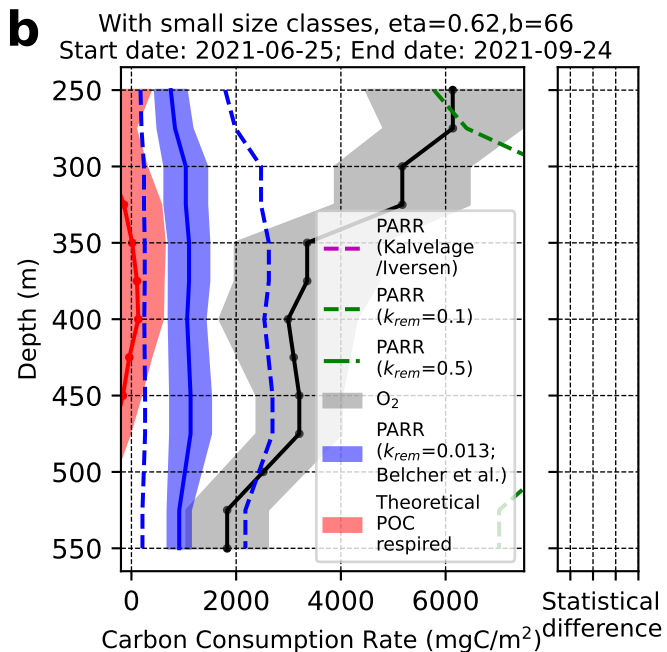 b
With small size classes, eta=0.62,b=66
Start date: 2021-06-25; End date: 2021-09-24
250
300
350
400
450
500
550
Depth (m)
PARR
(Kalvelage
/Iversen)
PARR
(k_rem=0.1)
PARR
(k_rem=0.5)
O₂
PARR
(k_rem=0.013;
Belcher et al.)
Theoretical
POC
respired
0 2000 4000 6000
Carbon Consumption Rate (mgC/m²)
Statistical
difference